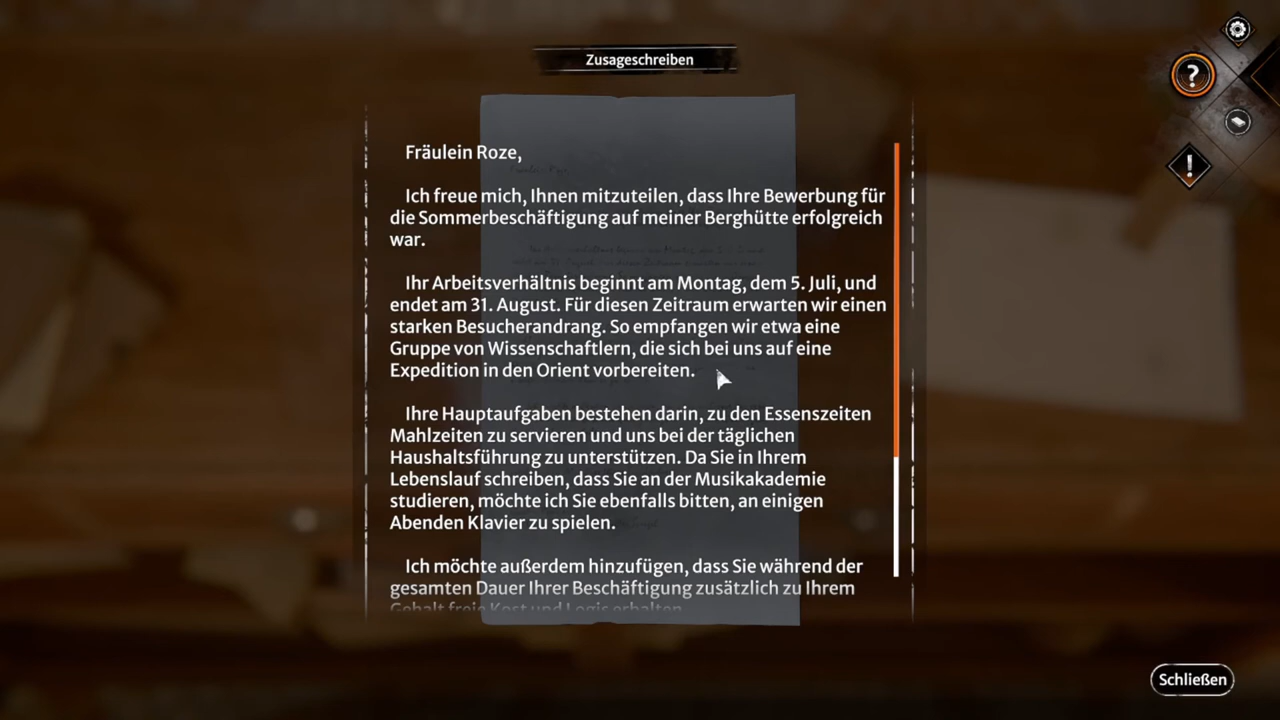 Zusageschreiben
Fräulein Roze,
Ich freue mich, Ihnen mitzuteilen, dass Ihre Bewerbung für
die Sommerbeschäftigung auf meiner Berghütte erfolgreich
war.
Ihr Arbeitsverhältnis beginnt am Montag, dem 5. Juli, und
endet am 31. August. Für diesen Zeitraum erwarten wir einen
starken Besucherandrang. So empfangen wir etwa eine
Gruppe von Wissenschaftlern, die sich bei uns auf eine
Expedition in den Orient vorbereiten.
Ihre Hauptaufgaben bestehen darin, zu den Essenszeiten
Mahlzeiten zu servieren und uns bei der täglichen
Haushaltsführung zu unterstützen. Da Sie in Ihrem
Lebenslauf schreiben, dass Sie an der Musikakademie
studieren, möchte ich Sie ebenfalls bitten, an einigen
Abenden Klavier zu spielen.
Ich möchte außerdem hinzufügen, dass Sie während der
gesamten Dauer Ihrer Beschäftigung zusätzlich zu Ihrem
Gehalt freie Kost und Logis erhalten.
Schließen